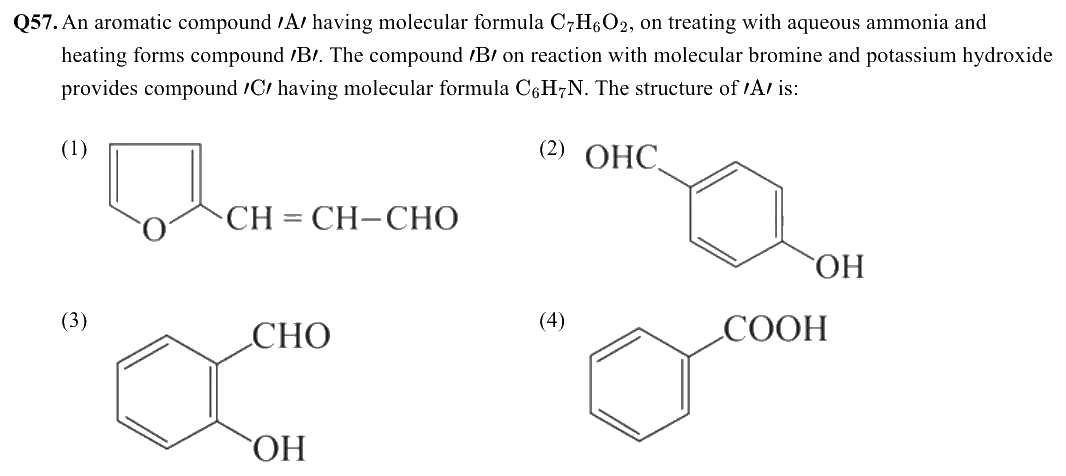 Q57. An aromatic compound 'A' having molecular formula C₇H₆O₂, on treating with aqueous ammonia and
heating forms compound 'B'. The compound 'B' on reaction with molecular bromine and potassium hydroxide
provides compound 'C' having molecular formula C₆H₇N. The structure of 'A' is:
(1)
O
CH = CH–CHO
(2)
OHC
OH
(3)
CHO
OH
(4)
COOH